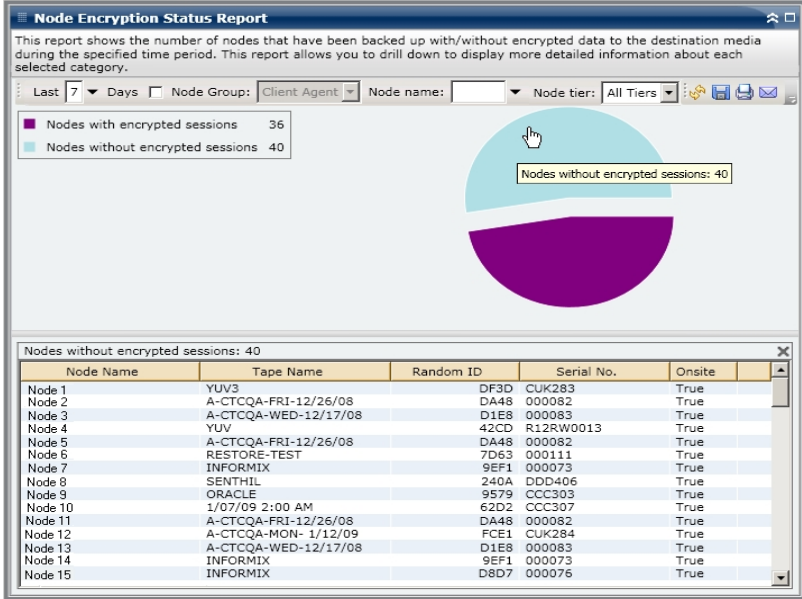 Node Encryption Status Report
This report shows the number of nodes that have been backed up with/without encrypted data to the destination media
during the specified time period. This report allows you to drill down to display more detailed information about each
selected category.
Last 7 Days Node Group: Client Agent Node name: Node tier: All Tiers
Nodes with encrypted sessions 36
Nodes without encrypted sessions 40
Nodes without encrypted sessions: 40
Nodes without encrypted sessions: 40
Node Name Tape Name Random ID Serial No. Onsite
Node 1 YUV3 DF3D CUK283 True
Node 2 A-CTCQA-FRI-12/26/08 DA48 000082 True
Node 3 A-CTCQA-WED-12/17/08 D1E8 000083 True
Node 4 YUV 42CD R12RW0013 True
Node 5 A-CTCQA-FRI-12/26/08 DA48 000082 True
Node 6 RESTORE-TEST 7D63 000111 True
Node 7 INFORMIX 9EF1 000073 True
Node 8 SENTHIL 240A DDD406 True
Node 9 ORACLE 9579 CCC303 True
Node 10 1/07/09 2:00 AM 62D2 CCC307 True
Node 11 A-CTCQA-FRI-12/26/08 DA48 000082 True
Node 12 A-CTCQA-MON- 1/12/09 FCE1 CUK284 True
Node 13 A-CTCQA-WED-12/17/08 D1E8 000083 True
Node 14 INFORMIX 9EF1 000073 True
Node 15 INFORMIX D8D7 000076 True